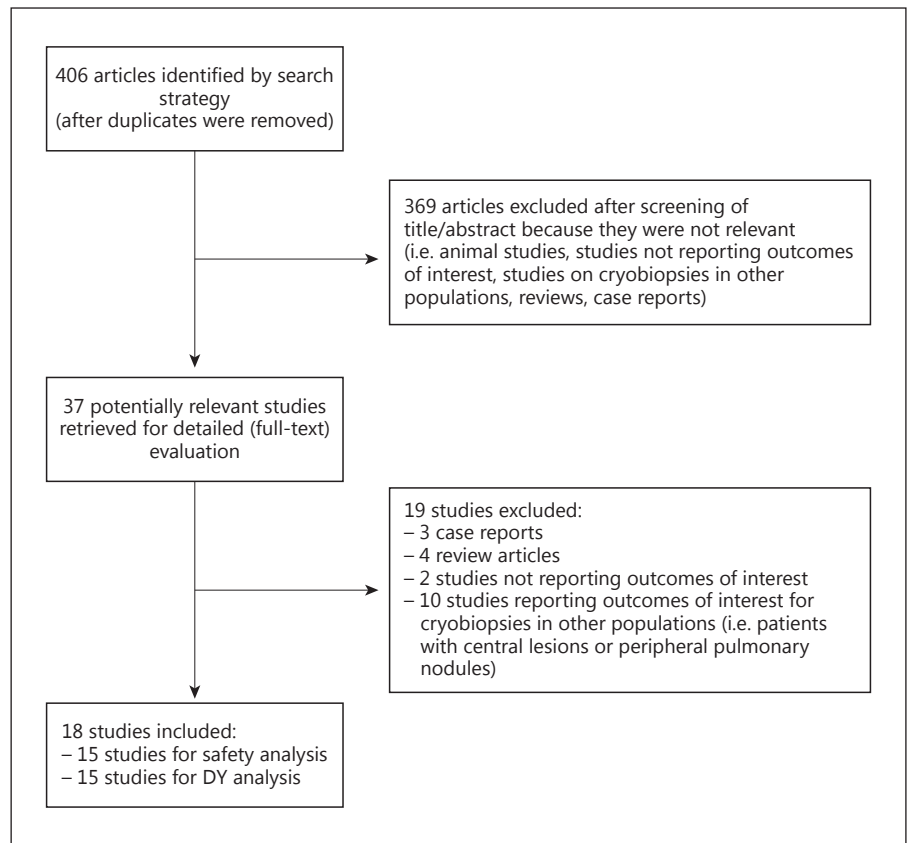 406 articles identified by search
strategy
(after duplicates were removed)
369 articles excluded after screening of
title/abstract because they were not relevant
(i.e. animal studies, studies not reporting outcomes
of interest, studies on cryobiopsies in other
populations, reviews, case reports)
37 potentially relevant studies
retrieved for detailed (full-text)
evaluation
19 studies excluded:
– 3 case reports
– 4 review articles
– 2 studies not reporting outcomes of interest
– 10 studies reporting outcomes of interest for
cryobiopsies in other populations (i.e. patients
with central lesions or peripheral pulmonary
nodules)
18 studies included:
– 15 studies for safety analysis
– 15 studies for DY analysis